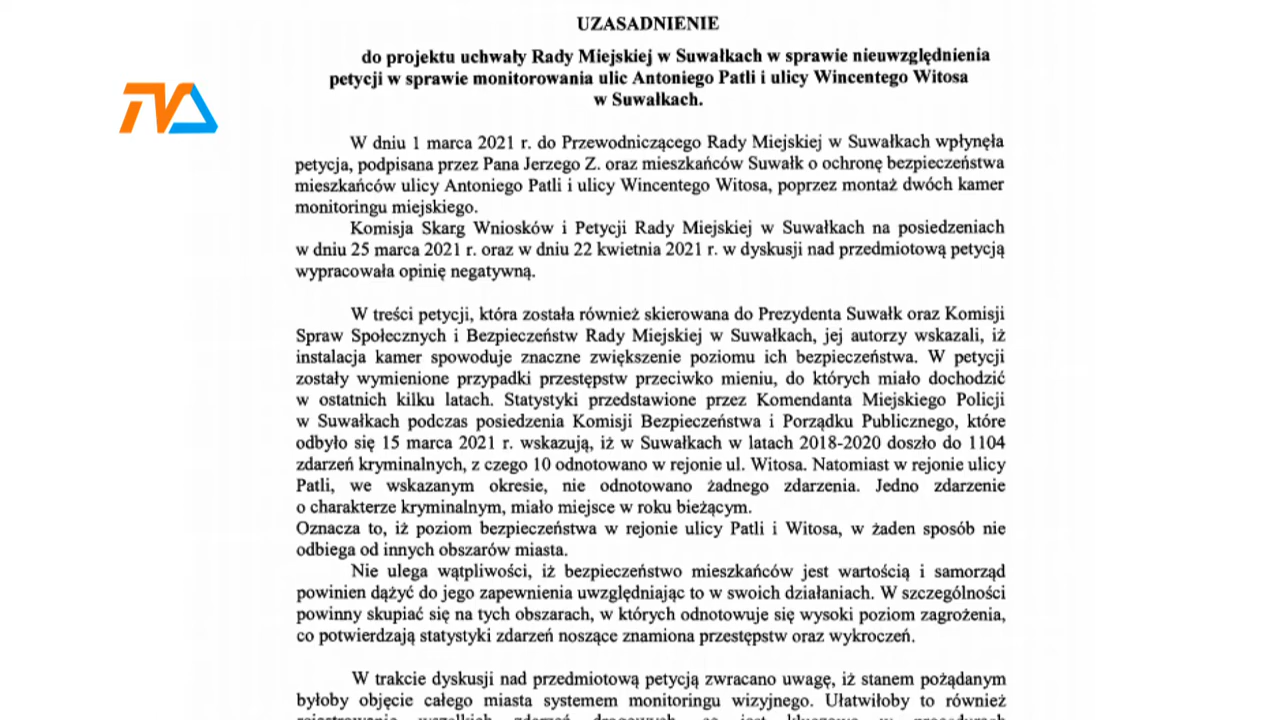 UZASADNIENIE
do projektu uchwały Rady Miejskiej w Suwałkach w sprawie nieuwzględnienia
petycji w sprawie monitorowania ulic Antoniego Patli i ulicy Wincentego Witosa
w Suwałkach.
TVA
W dniu 1 marca 2021 r. do Przewodniczącego Rady Miejskiej w Suwałkach wpłynęła
petycja, podpisana przez Pana Jerzego Z. oraz mieszkańców Suwałk o ochronę bezpieczeństwa
mieszkańców ulicy Antoniego Patli i ulicy Wincentego Witosa, poprzez montaż dwóch kamer
monitoringu miejskiego.
Komisja Skarg Wniosków i Petycji Rady Miejskiej w Suwałkach na posiedzeniach
w dniu 25 marca 2021 r. oraz w dniu 22 kwietnia 2021 r. w dyskusji nad przedmiotową petycją
wypracowała opinię negatywną.
W treści petycji, która została również skierowana do Prezydenta Suwałk oraz Komisji
Spraw Społecznych i Bezpieczeństw Rady Miejskiej w Suwałkach, jej autorzy wskazali, iż
instalacja kamer spowoduje znaczne zwiększenie poziomu ich bezpieczeństwa. W petycji
zostały wymienione przypadki przestępstw przeciwko mieniu, do których miało dochodzić
w ostatnich kilku latach. Statystyki przedstawione przez Komendanta Miejskiego Policji
w Suwałkach podczas posiedzenia Komisji Bezpieczeństwa i Porządku Publicznego, które
odbyło się 15 marca 2021 r. wskazują, iż w Suwałkach w latach 2018-2020 doszło do 1104
zdarzeń kryminalnych, z czego 10 odnotowano w rejonie ul. Witosa. Natomiast w rejonie ulicy
Patli, we wskazanym okresie, nie odnotowano żadnego zdarzenia. Jedno zdarzenie
o charakterze kryminalnym, miało miejsce w roku bieżącym.
Oznacza to, iż poziom bezpieczeństwa w rejonie ulicy Patli i Witosa, w żaden sposób nie
odbiega od innych obszarów miasta.
Nie ulega wątpliwości, iż bezpieczeństwo mieszkańców jest wartością i samorząd
powinien dążyć do jego zapewnienia uwzględniając to w swoich działaniach. W szczególności
powinny skupiać się na tych obszarach, w których odnotowuje się wysoki poziom zagrożenia,
co potwierdzają statystyki zdarzeń noszące znamiona przestępstw oraz wykroczeń.
W trakcie dyskusji nad przedmiotową petycją zwracano uwagę, iż stanem pożądanym
byłoby objęcie całego miasta systemem monitoringu wizyjnego. Ułatwiłoby to również